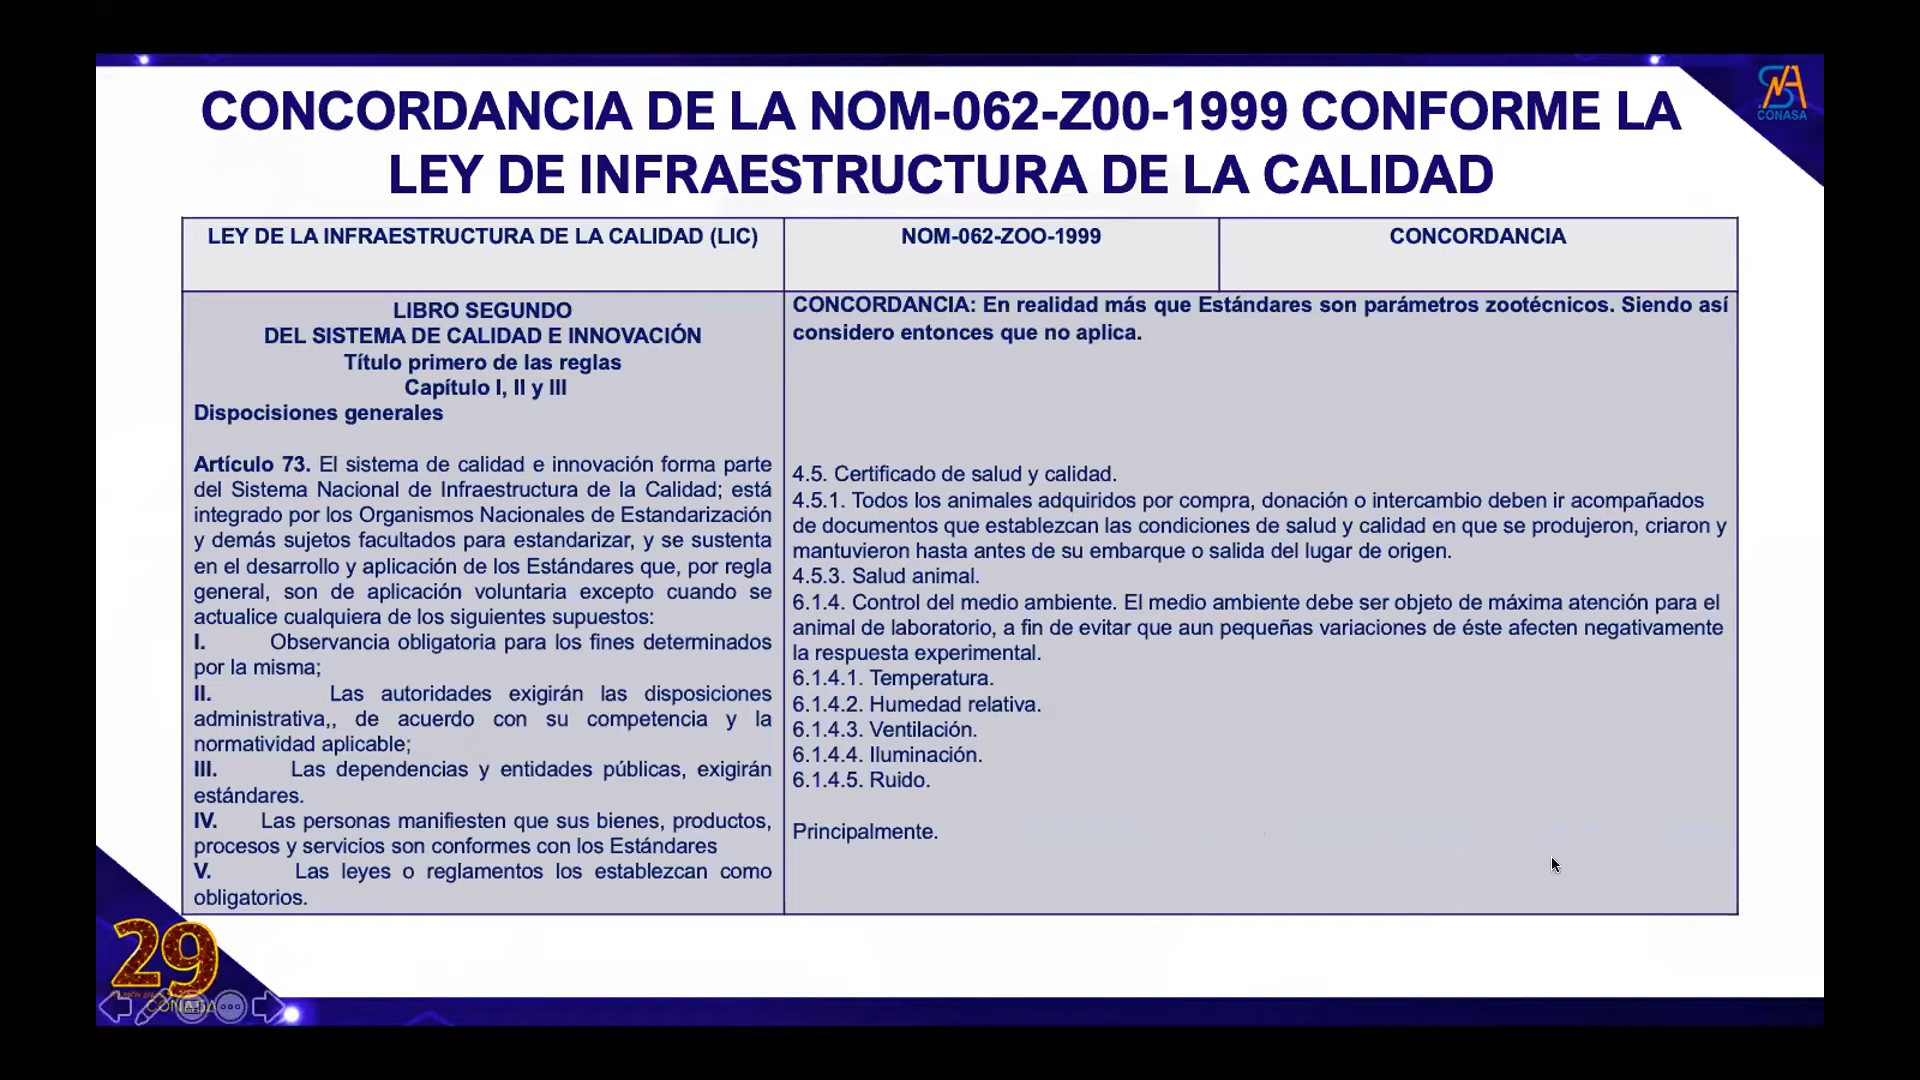 CONCORDANCIA DE LA NOM-062-Z00-1999 CONFORME LA
LEY DE INFRAESTRUCTURA DE LA CALIDAD
CONASA
LEY DE LA INFRAESTRUCTURA DE LA CALIDAD (LIC)
NOM-062-ZOO-1999
CONCORDANCIA
LIBRO SEGUNDO
DEL SISTEMA DE CALIDAD E INNOVACIÓN
Título primero de las reglas
Capítulo I, II y III
Dispocisiones generales
Artículo 73. El sistema de calidad e innovación forma parte
del Sistema Nacional de Infraestructura de la Calidad; está
integrado por los Organismos Nacionales de Estandarización
y demás sujetos facultados para estandarizar, y se sustenta
en el desarrollo y aplicación de los Estándares que, por regla
general, son de aplicación voluntaria excepto cuando se
actualice cualquiera de los siguientes supuestos:
I. Observancia obligatoria para los fines determinados
por la misma;
II. Las autoridades exigirán las disposiciones
administrativa,, de acuerdo con su competencia y la
normatividad aplicable;
III. Las dependencias y entidades públicas, exigirán
estándares.
IV. Las personas manifiesten que sus bienes, productos,
procesos y servicios son conformes con los Estándares
V. Las leyes o reglamentos los establezcan como
obligatorios.
CONCORDANCIA: En realidad más que Estándares son parámetros zootécnicos. Siendo así
considero entonces que no aplica.
4.5. Certificado de salud y calidad.
4.5.1. Todos los animales adquiridos por compra, donación o intercambio deben ir acompañados
de documentos que establezcan las condiciones de salud y calidad en que se produjeron, criaron y
mantuvieron hasta antes de su embarque o salida del lugar de origen.
4.5.3. Salud animal.
6.1.4. Control del medio ambiente. El medio ambiente debe ser objeto de máxima atención para el
animal de laboratorio, a fin de evitar que aun pequeñas variaciones de éste afecten negativamente
la respuesta experimental.
6.1.4.1. Temperatura.
6.1.4.2. Humedad relativa.
6.1.4.3. Ventilación.
6.1.4.4. Iluminación.
6.1.4.5. Ruido.
Principalmente.
29
CONASA